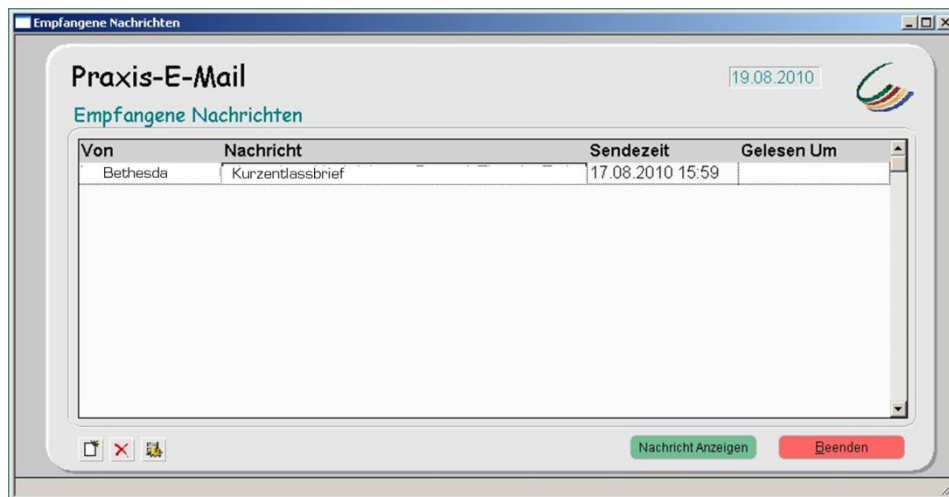 Empfangene Nachrichten
Praxis-E-Mail
19.08.2010
Empfangene Nachrichten
Von Nachricht Sendezeit Gelesen Um
Bethesda Kurzentlassbrief 17.08.2010 15:59
Nachricht Anzeigen Beenden